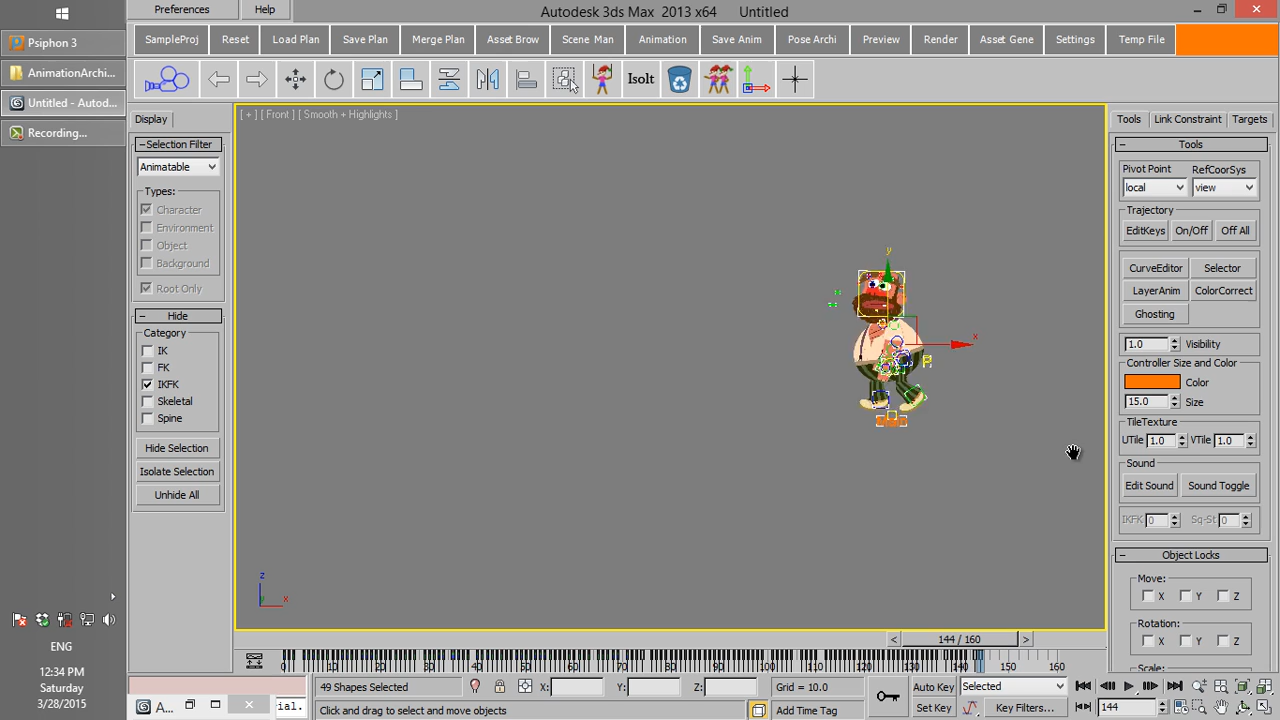 Preferences Help Autodesk 3ds Max 2013 x64 Untitled
SampleProj Reset Load Plan Save Plan Merge Plan Asset Brow Scene Man Animation Save Anim Pose Archi Preview Render Asset Gene Settings Temp File
Psiphon 3
AnimationArchi...
Untitled - Autod...
Recording...
Isolt
Display
Selection Filter
Animatable
Types:
Character
Environment
Object
Background
Root Only
Hide
Category
IK
FK
IKFK
Skeletal
Spine
Hide Selection
Isolate Selection
Unhide All
[ + ] [ Front ] [ Smooth + Highlights ]
y
x
z
y
x
Tools Link Constraint Targets
Tools
Pivot Point RefCoorSys
local view
Trajectory
EditKeys On/Off Off All
CurveEditor Selector
LayerAnim ColorCorrect
Ghosting
1.0 Visibility
Controller Size and Color
Color
15.0 Size
TileTexture
UTile 1.0 VTile 1.0
Sound
Edit Sound Sound Toggle
IKFK 0 Sq-St 0
Object Locks
Move:
X Y Z
Rotation:
X Y Z
Scale:
< 144 / 160 >
0 30 40 50 60 70 80 90 100 110 120 130 140 150 160
ENG
12:34 PM
Saturday
3/28/2015
A...
ial.
49 Shapes Selected X: Y: Z: Grid = 10.0
Click and drag to select and move objects Add Time Tag
Auto Key Selected
Set Key Key Filters...
144